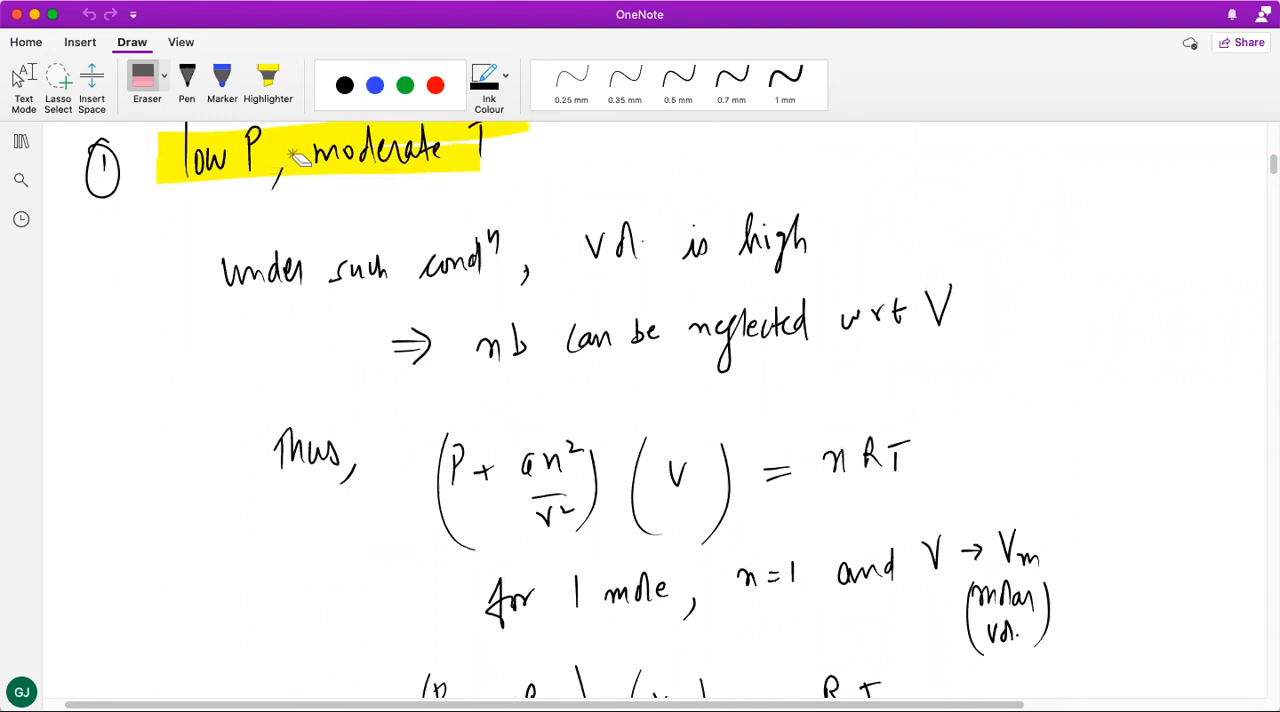 OneNote
Home Insert Draw View
Share
Text Mode
Lasso Select
Insert Space
Eraser
Pen
Marker
Highlighter
Ink Colour
0.25 mm
0.35 mm
0.5 mm
0.7 mm
1 mm
① low P, moderate T
under such condⁿ, vol. is high
⇒ nb can be neglected wrt V
Thus, (P + an²/V²) (V) = nRT
for 1 mole, n=1 and V → Vm
(molar vol.)
RT
GJ